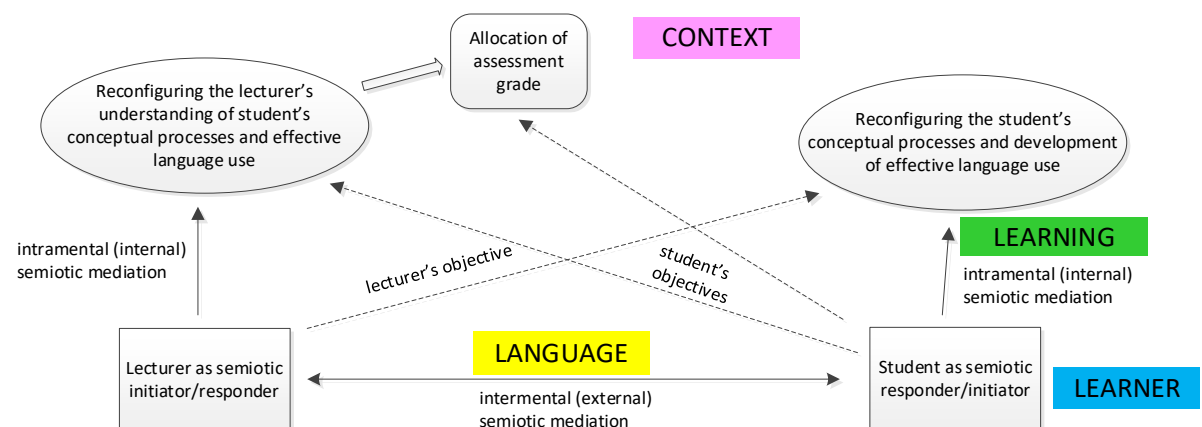 Allocation of
assessment
grade
CONTEXT
Reconfiguring the lecturer’s
understanding of student’s
conceptual processes and effective
language use
Reconfiguring the student’s
conceptual processes and development
of effective language use
intramental (internal)
semiotic mediation
lecturer’s objective
student’s
objectives
LEARNING
intramental (internal)
semiotic mediation
Lecturer as semiotic
initiator/responder
LANGUAGE
intermental (external)
semiotic mediation
Student as semiotic
responder/initiator
LEARNER